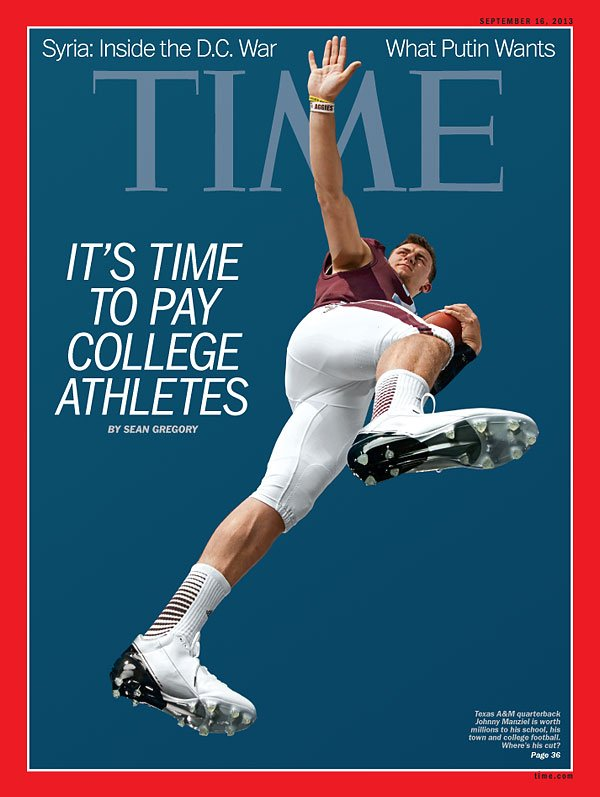 SEPTEMBER 16, 2013
Syria: Inside the D.C. War
What Putin Wants
TIME
AGGIES
IT'S TIME
TO PAY
COLLEGE
ATHLETES
BY SEAN GREGORY
Texas A&M quarterback
Johnny Manziel is worth
millions to his school, his
town and college football.
Where's his cut?
Page 36
time.com